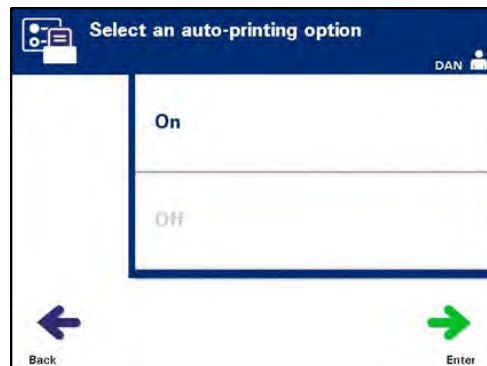 Select an auto-printing option
DAN
On
Off
Back
Enter